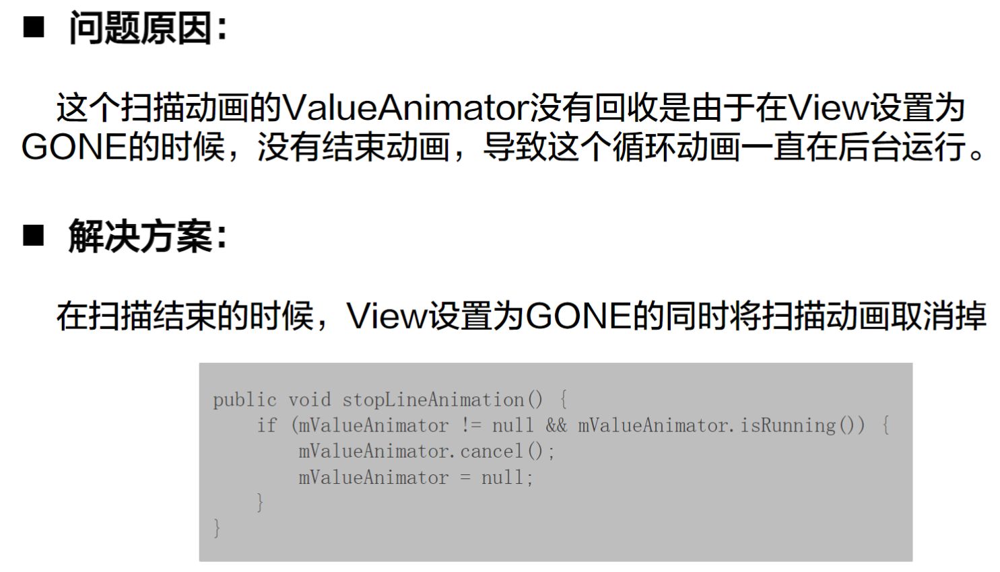 ■ 问题原因：
这个扫描动画的ValueAnimator没有回收是由于在View设置为
GONE的时候，没有结束动画，导致这个循环动画一直在后台运行。
■ 解决方案：
在扫描结束的时候，View设置为GONE的同时将扫描动画取消掉
public void stopLineAnimation() {
    if (mValueAnimator != null && mValueAnimator.isRunning()) {
        mValueAnimator.cancel();
        mValueAnimator = null;
    }
}